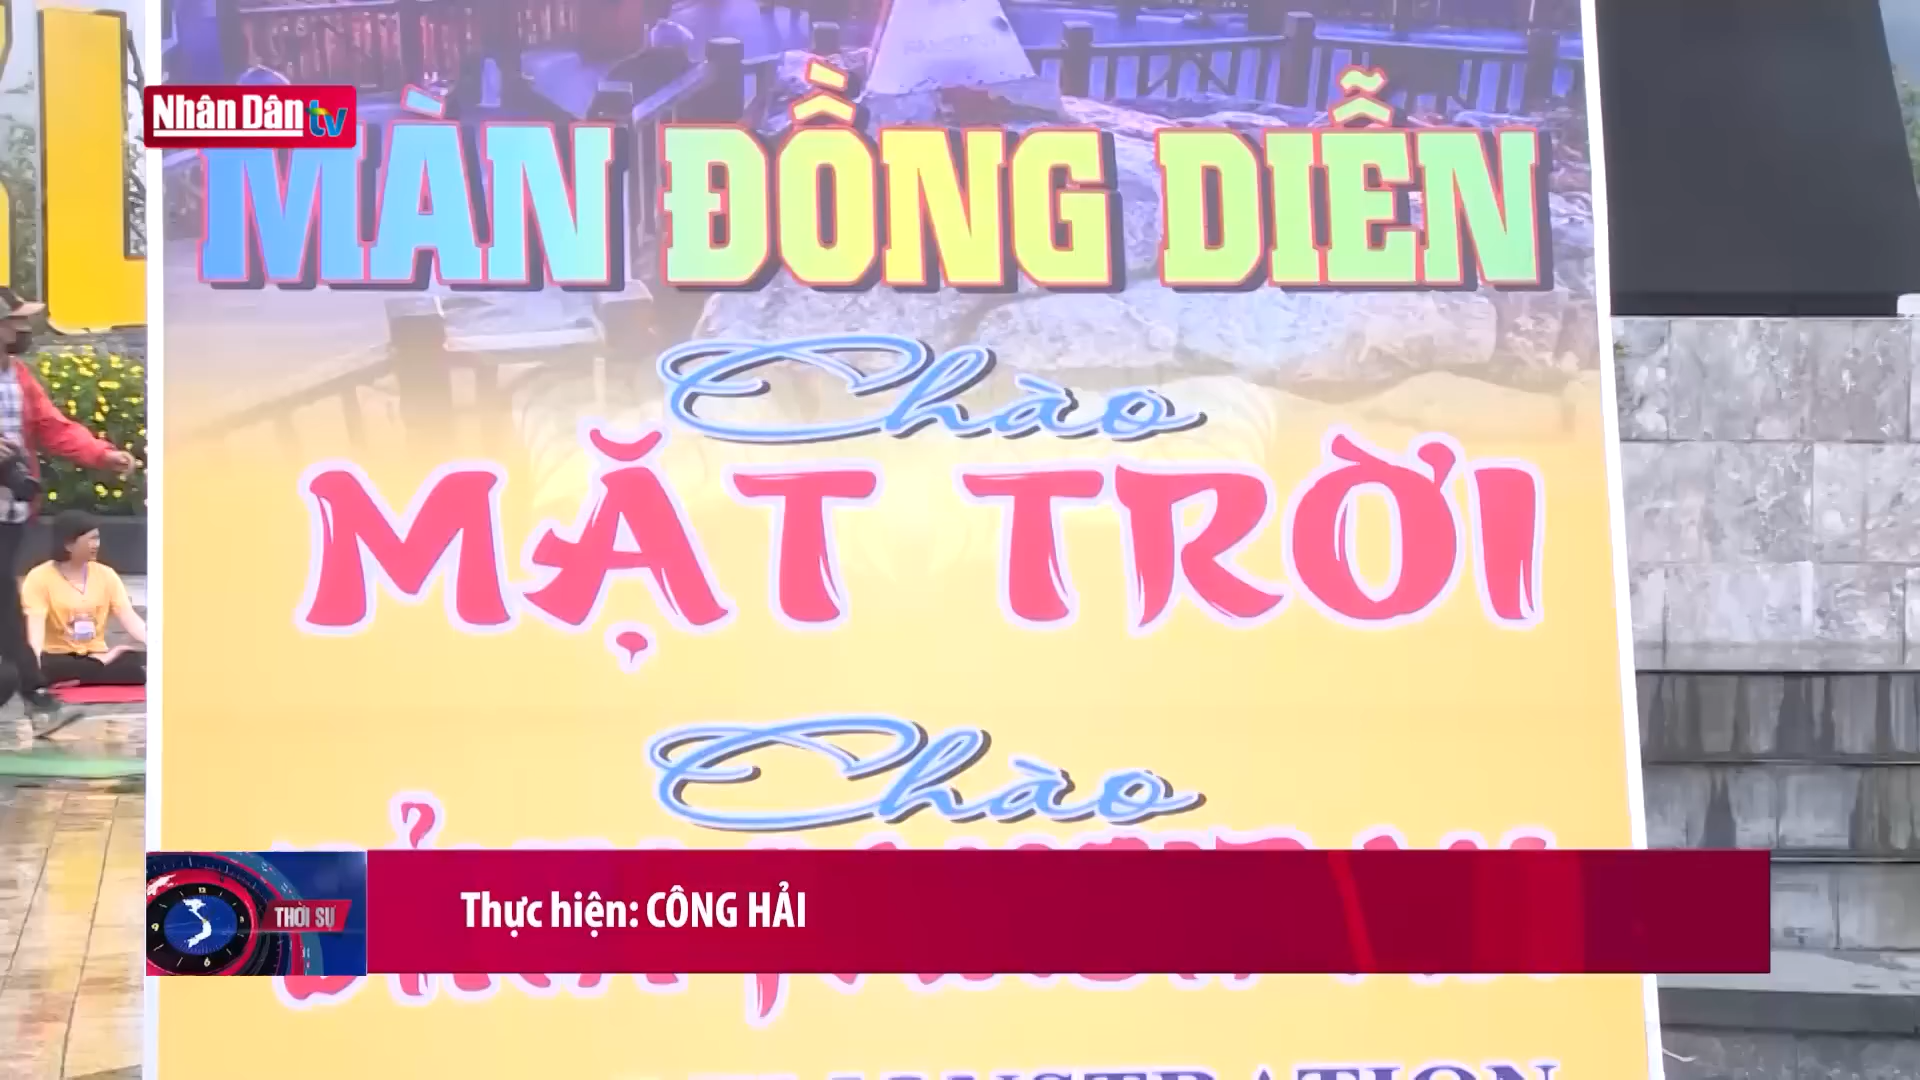 Nhân Dân tv
MÀN ĐỒNG DIỄN
Chào
MẶT TRỜI
Chào
THỜI SỰ
Thực hiện: CÔNG HẢI